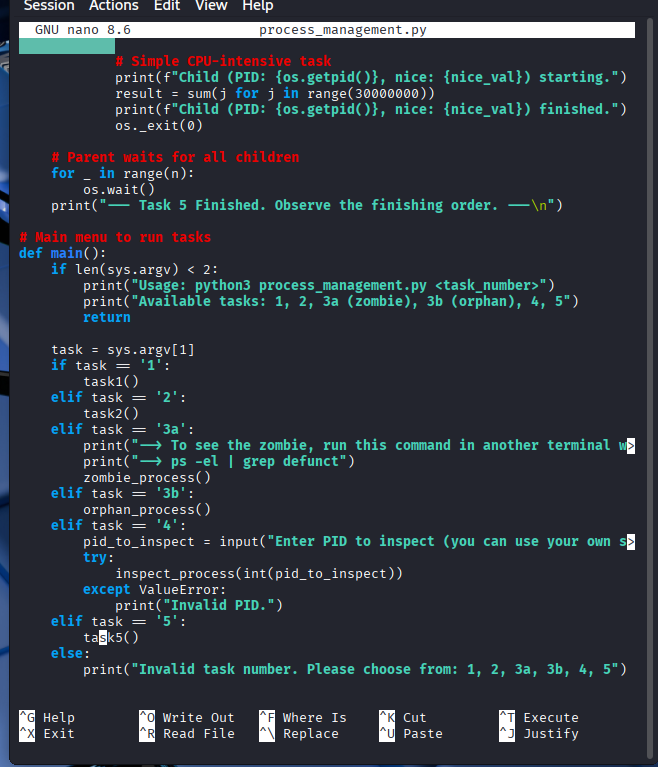 Session Actions Edit View Help
GNU nano 8.6 process_management.py
# Simple CPU-intensive task
print(f"Child (PID: {os.getpid()}, nice: {nice_val}) starting.")
result = sum(j for j in range(30000000))
print(f"Child (PID: {os.getpid()}, nice: {nice_val}) finished.")
os._exit(0)
# Parent waits for all children
for _ in range(n):
os.wait()
print("--- Task 5 Finished. Observe the finishing order. ---\n")
# Main menu to run tasks
def main():
if len(sys.argv) < 2:
print("Usage: python3 process_management.py <task_number>")
print("Available tasks: 1, 2, 3a (zombie), 3b (orphan), 4, 5")
return
task = sys.argv[1]
if task == '1':
task1()
elif task == '2':
task2()
elif task == '3a':
print("--> To see the zombie, run this command in another terminal w>
print("--> ps -el | grep defunct")
zombie_process()
elif task == '3b':
orphan_process()
elif task == '4':
pid_to_inspect = input("Enter PID to inspect (you can use your own s>
try:
inspect_process(int(pid_to_inspect))
except ValueError:
print("Invalid PID.")
elif task == '5':
task5()
else:
print("Invalid task number. Please choose from: 1, 2, 3a, 3b, 4, 5")
^G Help ^O Write Out ^F Where Is ^K Cut ^T Execute
^X Exit ^R Read File ^\ Replace ^U Paste ^J Justify